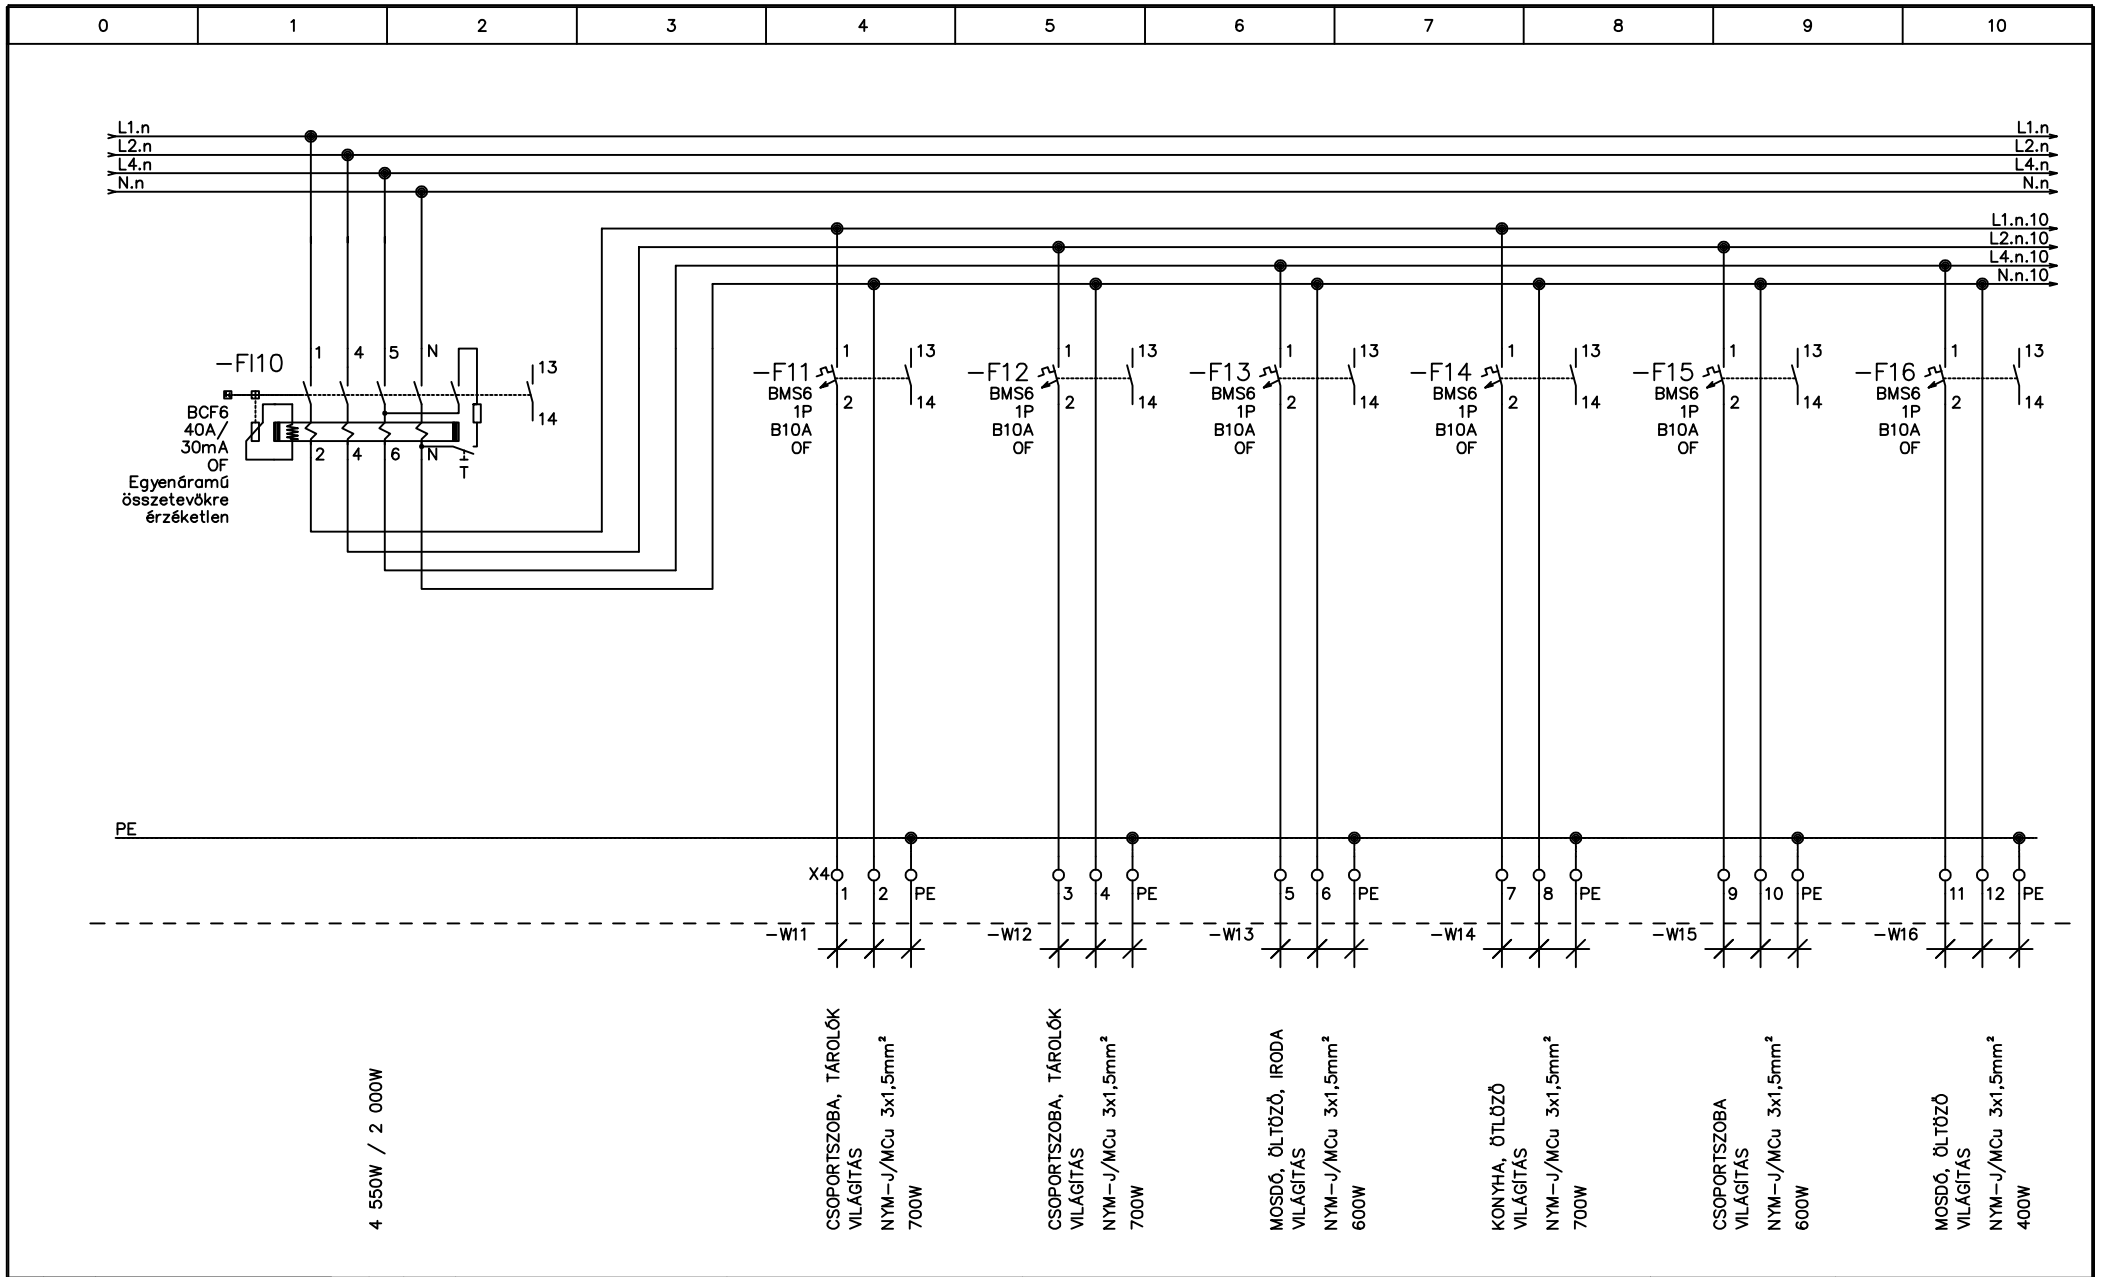 0 1 2 3 4 5 6 7 8 9 10
L1.n L1.n
L2.n L2.n
L4.n L4.n
N.n N.n
L1.n.10
L2.n.10
L4.n.10
N.n.10
-FI10
1 4 5 N
13
14
BCF6
40A/
30mA
OF
Egyenáramú
összetevőkre
érzéketlen
2 4 6 N
T
-F11
BMS6
1P
B10A
OF
1
2
13
14
-F12
BMS6
1P
B10A
OF
1
2
13
14
-F13
BMS6
1P
B10A
OF
1
2
13
14
-F14
BMS6
1P
B10A
OF
1
2
13
14
-F15
BMS6
1P
B10A
OF
1
2
13
14
-F16
BMS6
1P
B10A
OF
1
2
13
14
PE
X4
1 2 PE 3 4 PE 5 6 PE 7 8 PE 9 10 PE 11 12 PE
-W11 -W12 -W13 -W14 -W15 -W16
4 550W / 2 000W
CSOPORTSZOBA, TÁROLÓK
VILÁGÍTÁS
NYM-J/MCu 3x1,5mm²
700W
CSOPORTSZOBA, TÁROLÓK
VILÁGÍTÁS
NYM-J/MCu 3x1,5mm²
700W
MOSDÓ, ÖLTÖZŐ, IRODA
VILÁGÍTÁS
NYM-J/MCu 3x1,5mm²
600W
KONYHA, ÖTLÖZŐ
VILÁGÍTÁS
NYM-J/MCu 3x1,5mm²
700W
CSOPORTSZOBA
VILÁGÍTÁS
NYM-J/MCu 3x1,5mm²
600W
MOSDÓ, ÖLTÖZŐ
VILÁGÍTÁS
NYM-J/MCu 3x1,5mm²
400W